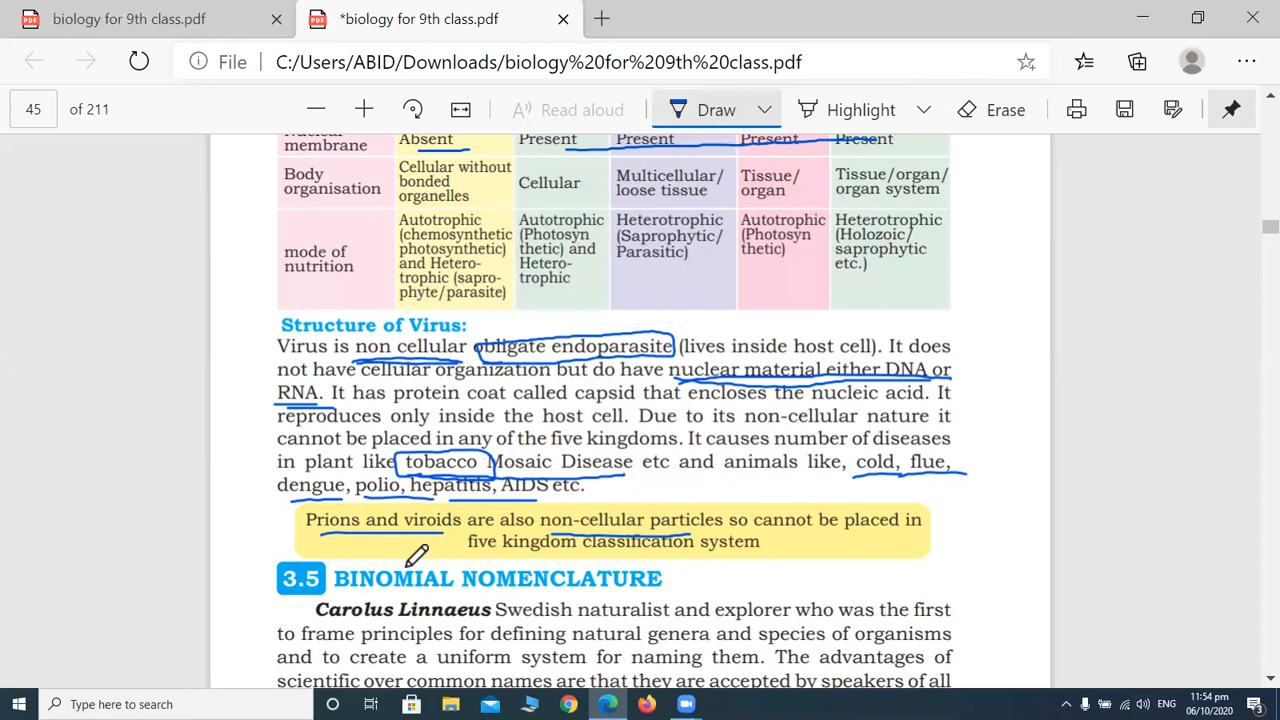 biology for 9th class.pdf
*biology for 9th class.pdf
File C:/Users/ABID/Downloads/biology%20for%209th%20class.pdf
45 of 211 Read aloud Draw Highlight Erase
membrane Absent Present Present Present Present
Body organisation
Cellular without bonded organelles
Cellular
Multicellular/ loose tissue
Tissue/ organ
Tissue/organ/ organ system
mode of nutrition
Autotrophic (chemosynthetic photosynthetic) and Hetero- trophic (sapro- phyte/parasite)
Autotrophic (Photosyn thetic) and Hetero- trophic
Heterotrophic (Saprophytic/ Parasitic)
Autotrophic (Photosyn thetic)
Heterotrophic (Holozoic/ saprophytic etc.)
Structure of Virus:
Virus is non cellular obligate endoparasite (lives inside host cell). It does
not have cellular organization but do have nuclear material either DNA or
RNA. It has protein coat called capsid that encloses the nucleic acid. It
reproduces only inside the host cell. Due to its non-cellular nature it
cannot be placed in any of the five kingdoms. It causes number of diseases
in plant like tobacco Mosaic Disease etc and animals like, cold, flue,
dengue, polio, hepatitis, AIDS etc.
Prions and viroids are also non-cellular particles so cannot be placed in
five kingdom classification system
3.5 BINOMIAL NOMENCLATURE
Carolus Linnaeus Swedish naturalist and explorer who was the first
to frame principles for defining natural genera and species of organisms
and to create a uniform system for naming them. The advantages of
scientific over common names are that they are accepted by speakers of all
Type here to search
ENG
11:54 pm
06/10/2020
3